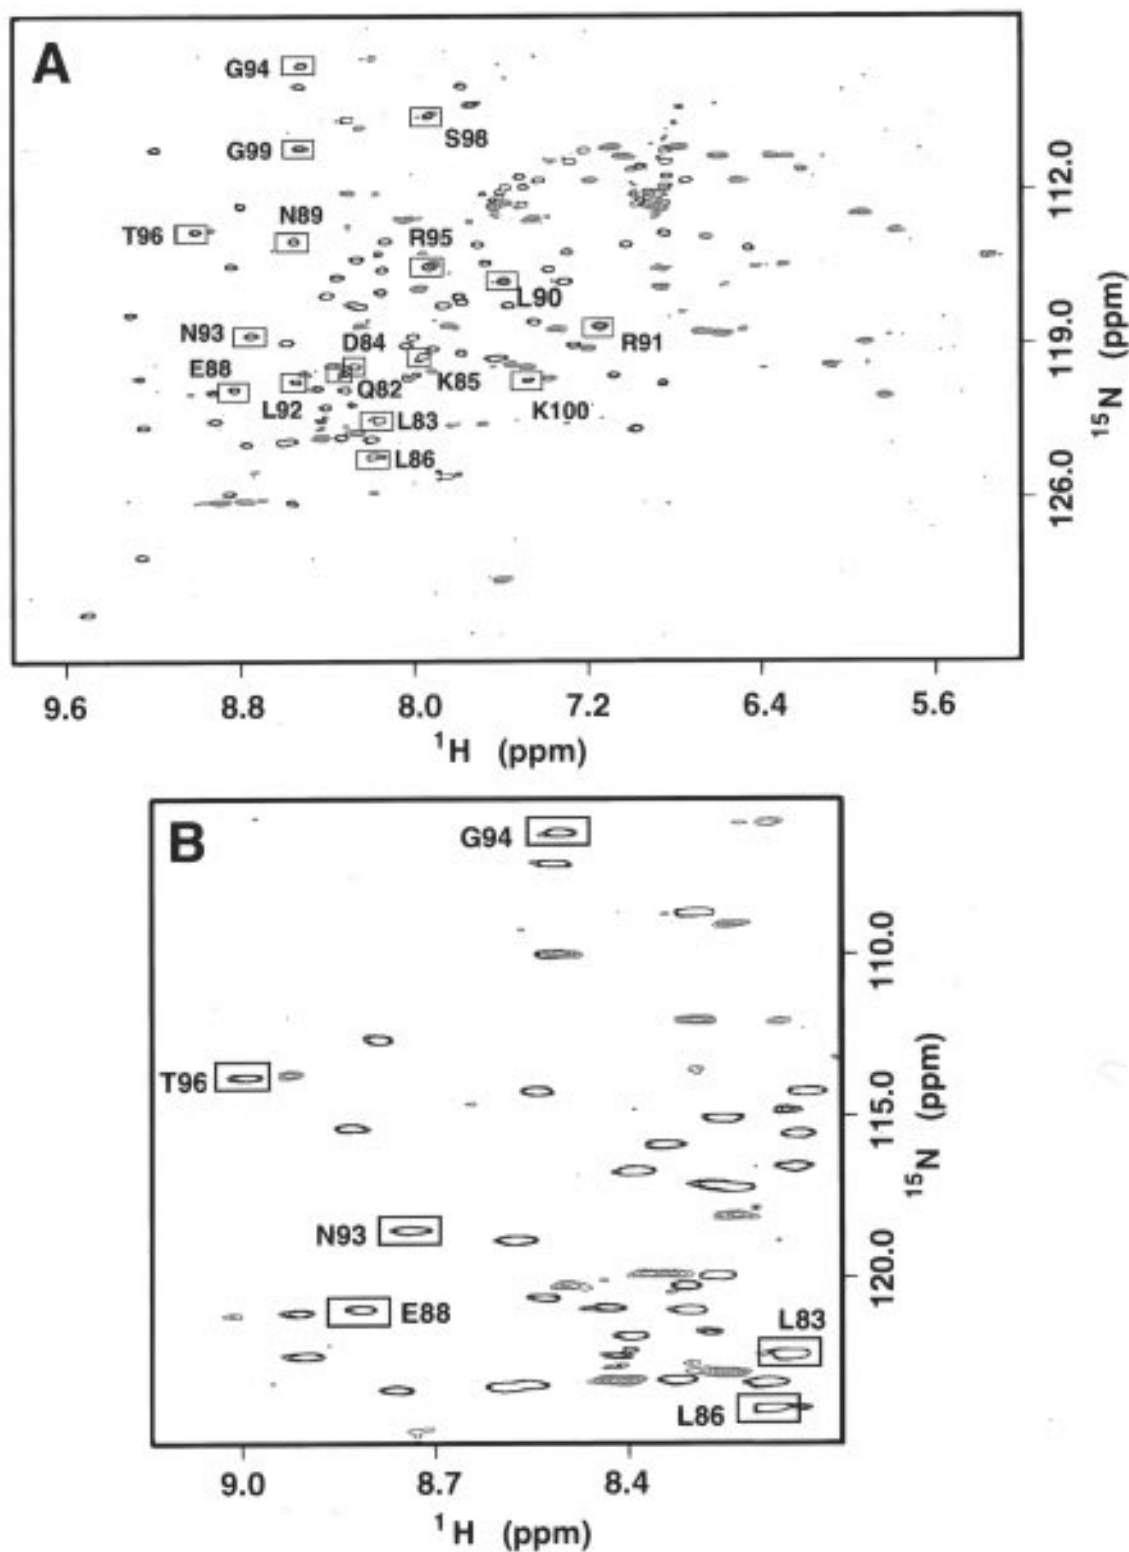 A
G94
S98
G99
112.0
N89
T96
R95
L90
N93
D84
119.0
R91
E88
K85
L92
Q82
K100
L83
L86
126.0
15N (ppm)
9.6 8.8 8.0 7.2 6.4 5.6
1H (ppm)
B
G94
110.0
T96
115.0
N93
120.0
E88
L83
L86
15N (ppm)
9.0 8.7 8.4
1H (ppm)